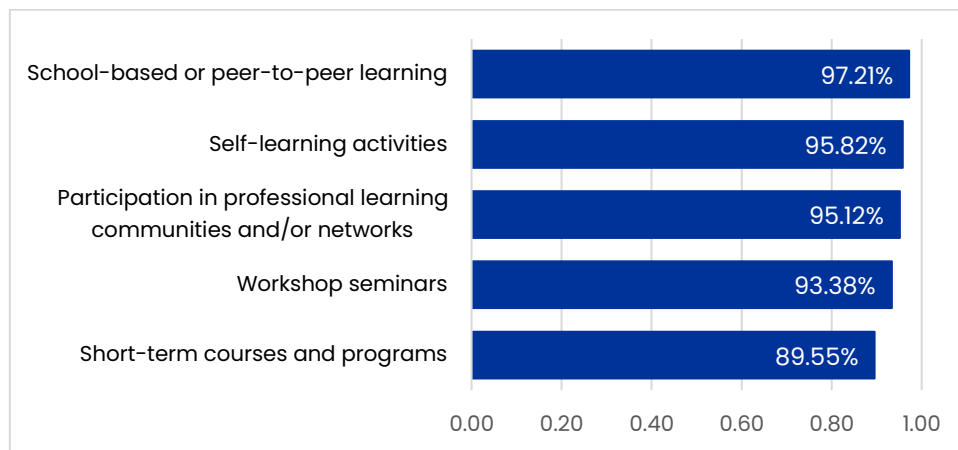 School-based or peer-to-peer learning
97.21%
Self-learning activities
95.82%
Participation in professional learning
communities and/or networks
95.12%
Workshop seminars
93.38%
Short-term courses and programs
89.55%
0.00 0.20 0.40 0.60 0.80 1.00